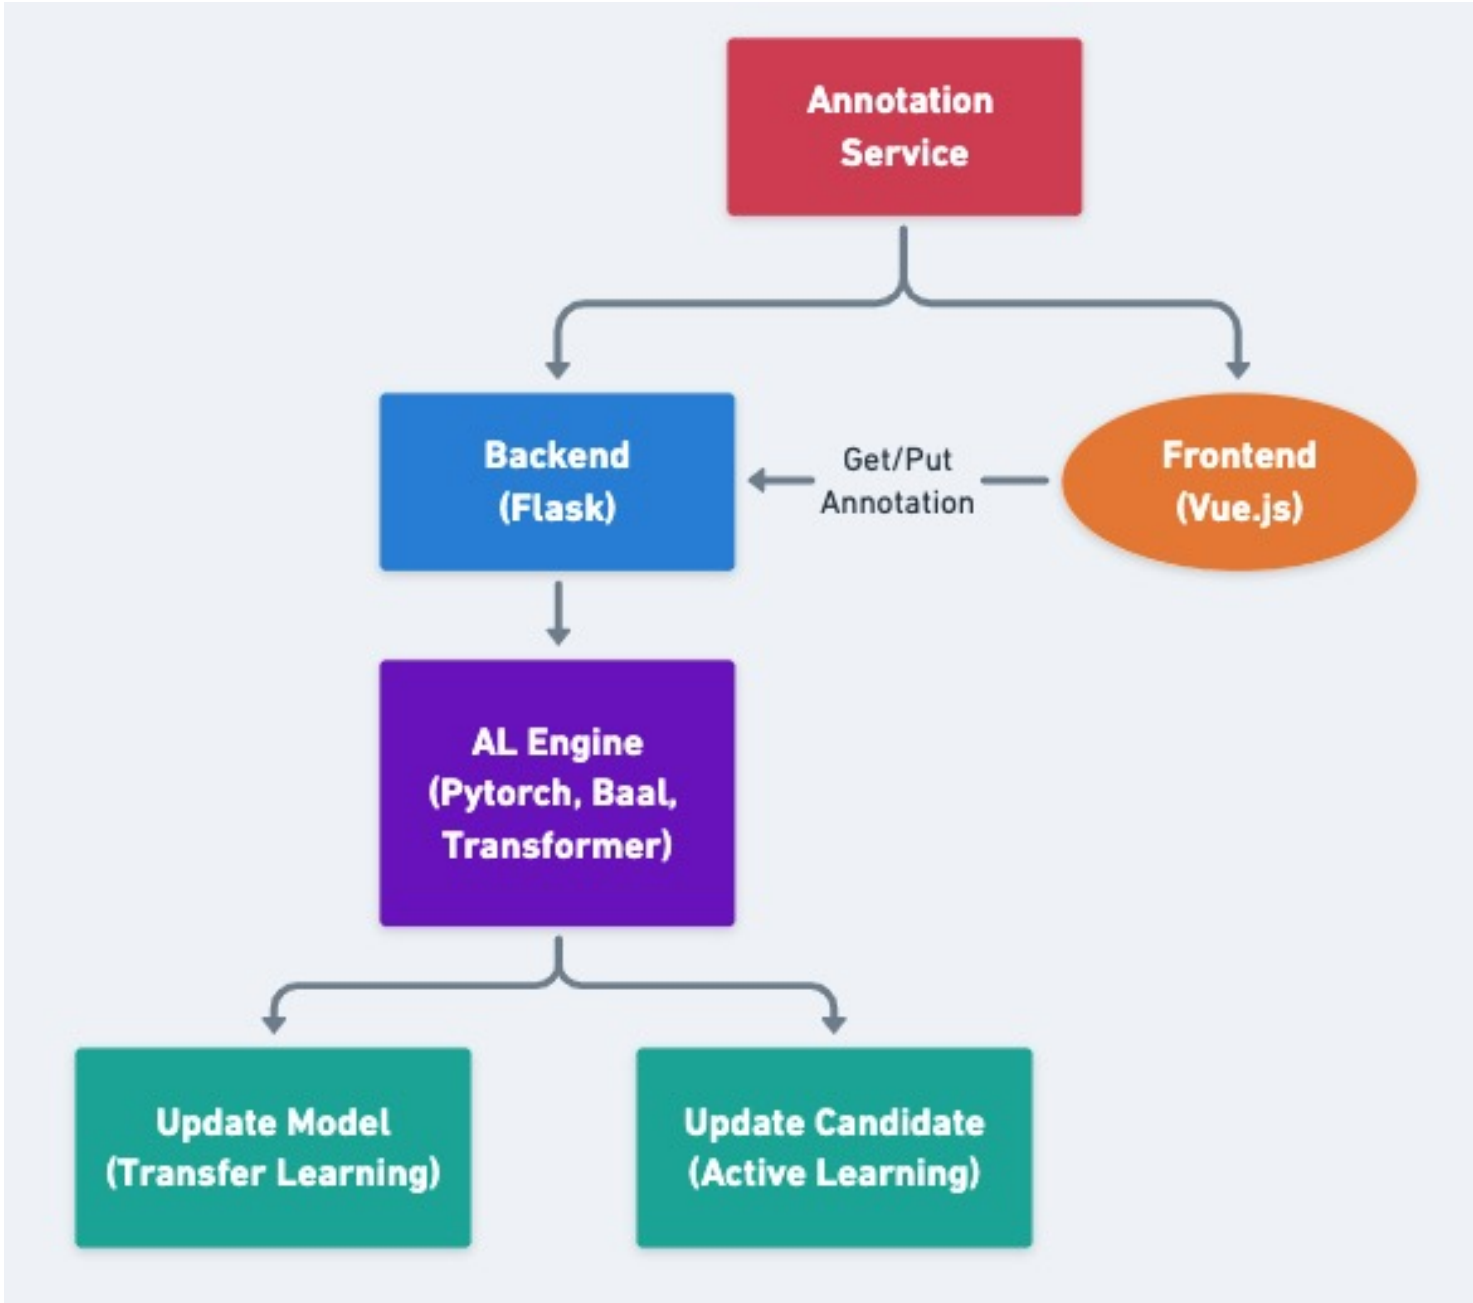 Annotation
Service
Backend
(Flask)
Get/Put
Annotation
Frontend
(Vue.js)
AL Engine
(Pytorch, Baal,
Transformer)
Update Model
(Transfer Learning)
Update Candidate
(Active Learning)